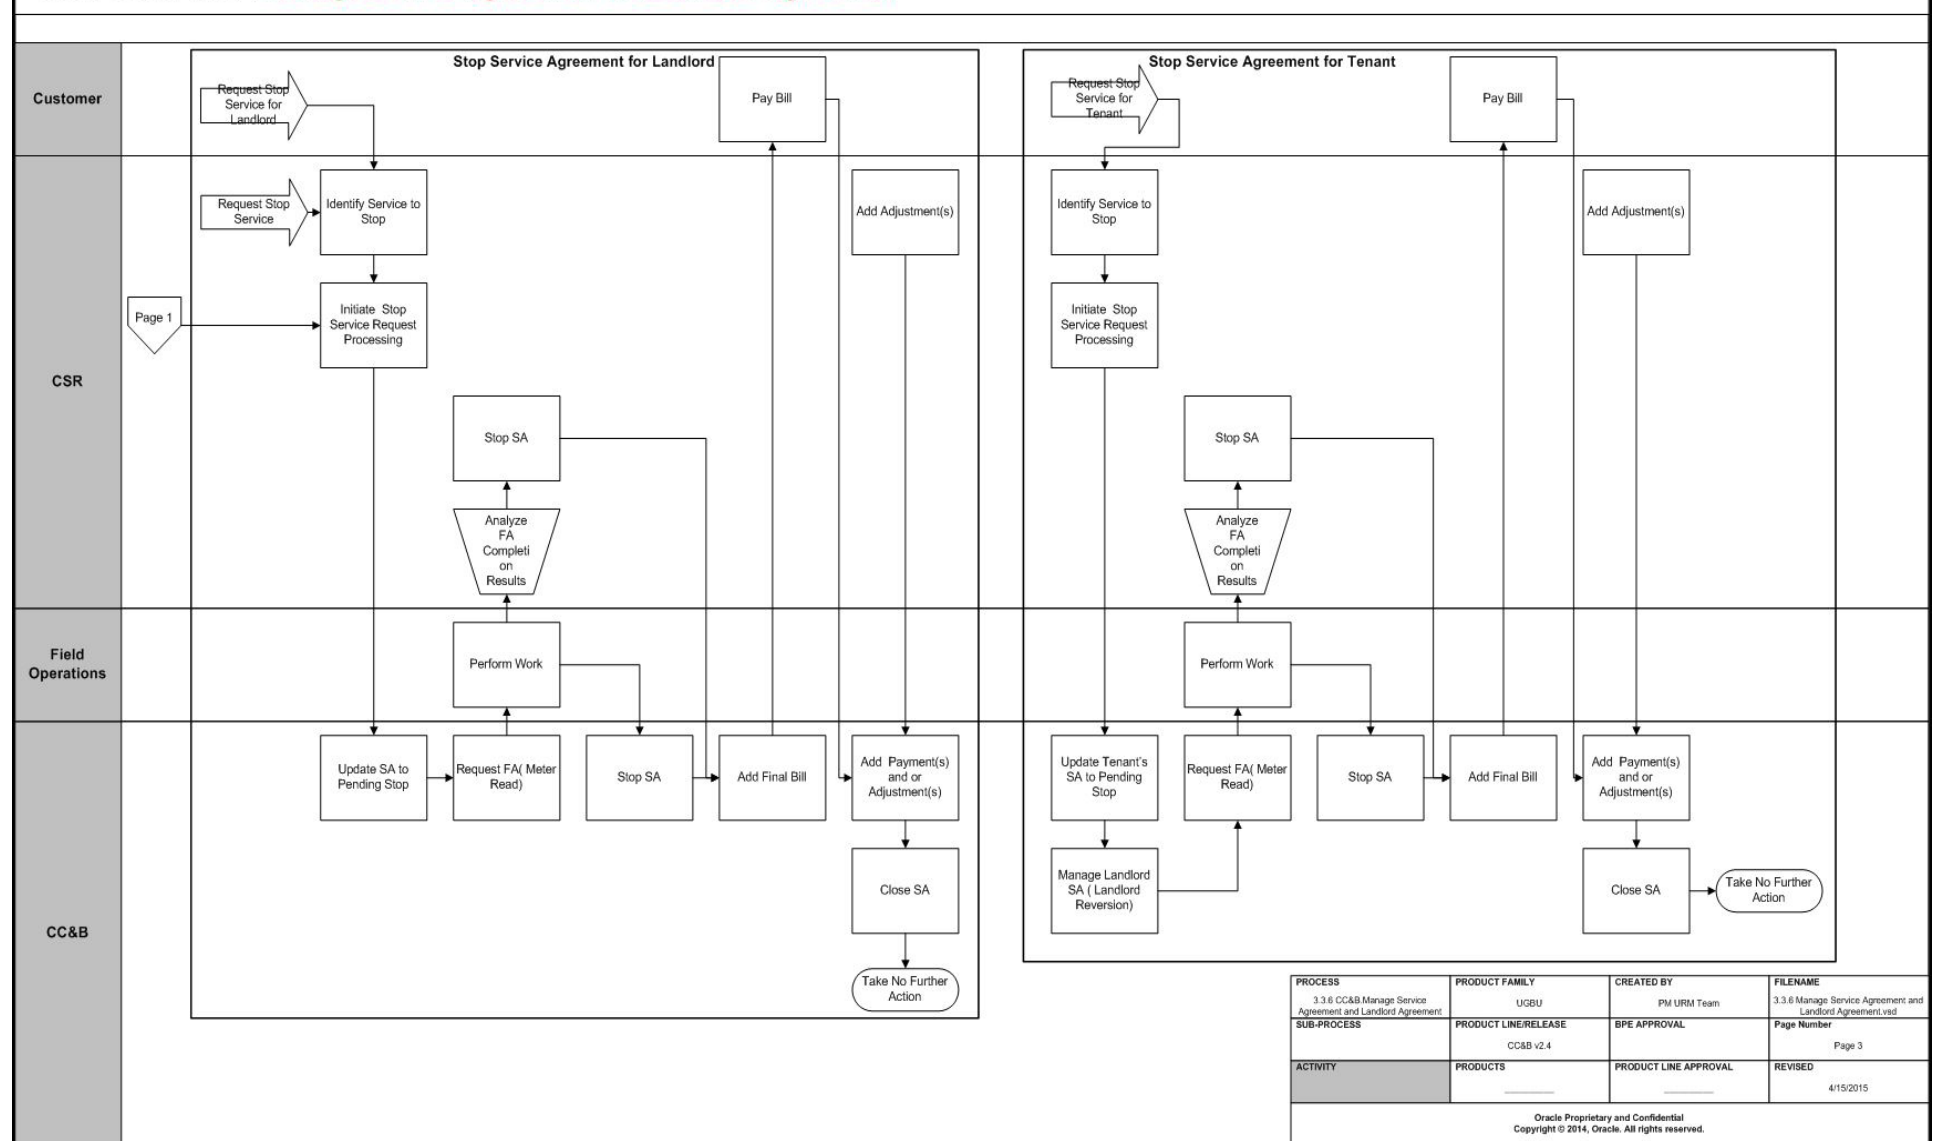 Stop Service Agreement for Landlord
Stop Service Agreement for Tenant
Customer
Request Stop
Service for
Landlord
Pay Bill
Request Stop
Service for
Tenant
Pay Bill
CSR
Request Stop
Service
Identify Service to
Stop
Add Adjustment(s)
Identify Service to
Stop
Add Adjustment(s)
Page 1
Initiate Stop
Service Request
Processing
Initiate Stop
Service Request
Processing
Stop SA
Stop SA
Analyze
FA
Completi
on
Results
Analyze
FA
Completi
on
Results
Field
Operations
Perform Work
Perform Work
CC&B
Update SA to
Pending Stop
Request FA( Meter
Read)
Stop SA
Add Final Bill
Add Payment(s)
and or
Adjustment(s)
Update Tenant's
SA to Pending
Stop
Request FA( Meter
Read)
Stop SA
Add Final Bill
Add Payment(s)
and or
Adjustment(s)
Close SA
Manage Landlord
SA ( Landlord
Reversion)
Close SA
Take No Further
Action
Take No Further
Action
PROCESS
3.3.6 CC&B.Manage Service
Agreement and Landlord Agreement
PRODUCT FAMILY
UGBU
CREATED BY
PM URM Team
FILENAME
3.3.6 Manage Service Agreement and
Landlord Agreement.vsd
SUB-PROCESS
PRODUCT LINE/RELEASE
CC&B v2.4
BPE APPROVAL
Page Number
Page 3
ACTIVITY
PRODUCTS
PRODUCT LINE APPROVAL
REVISED
4/15/2015
Oracle Proprietary and Confidential
Copyright © 2014, Oracle. All rights reserved.